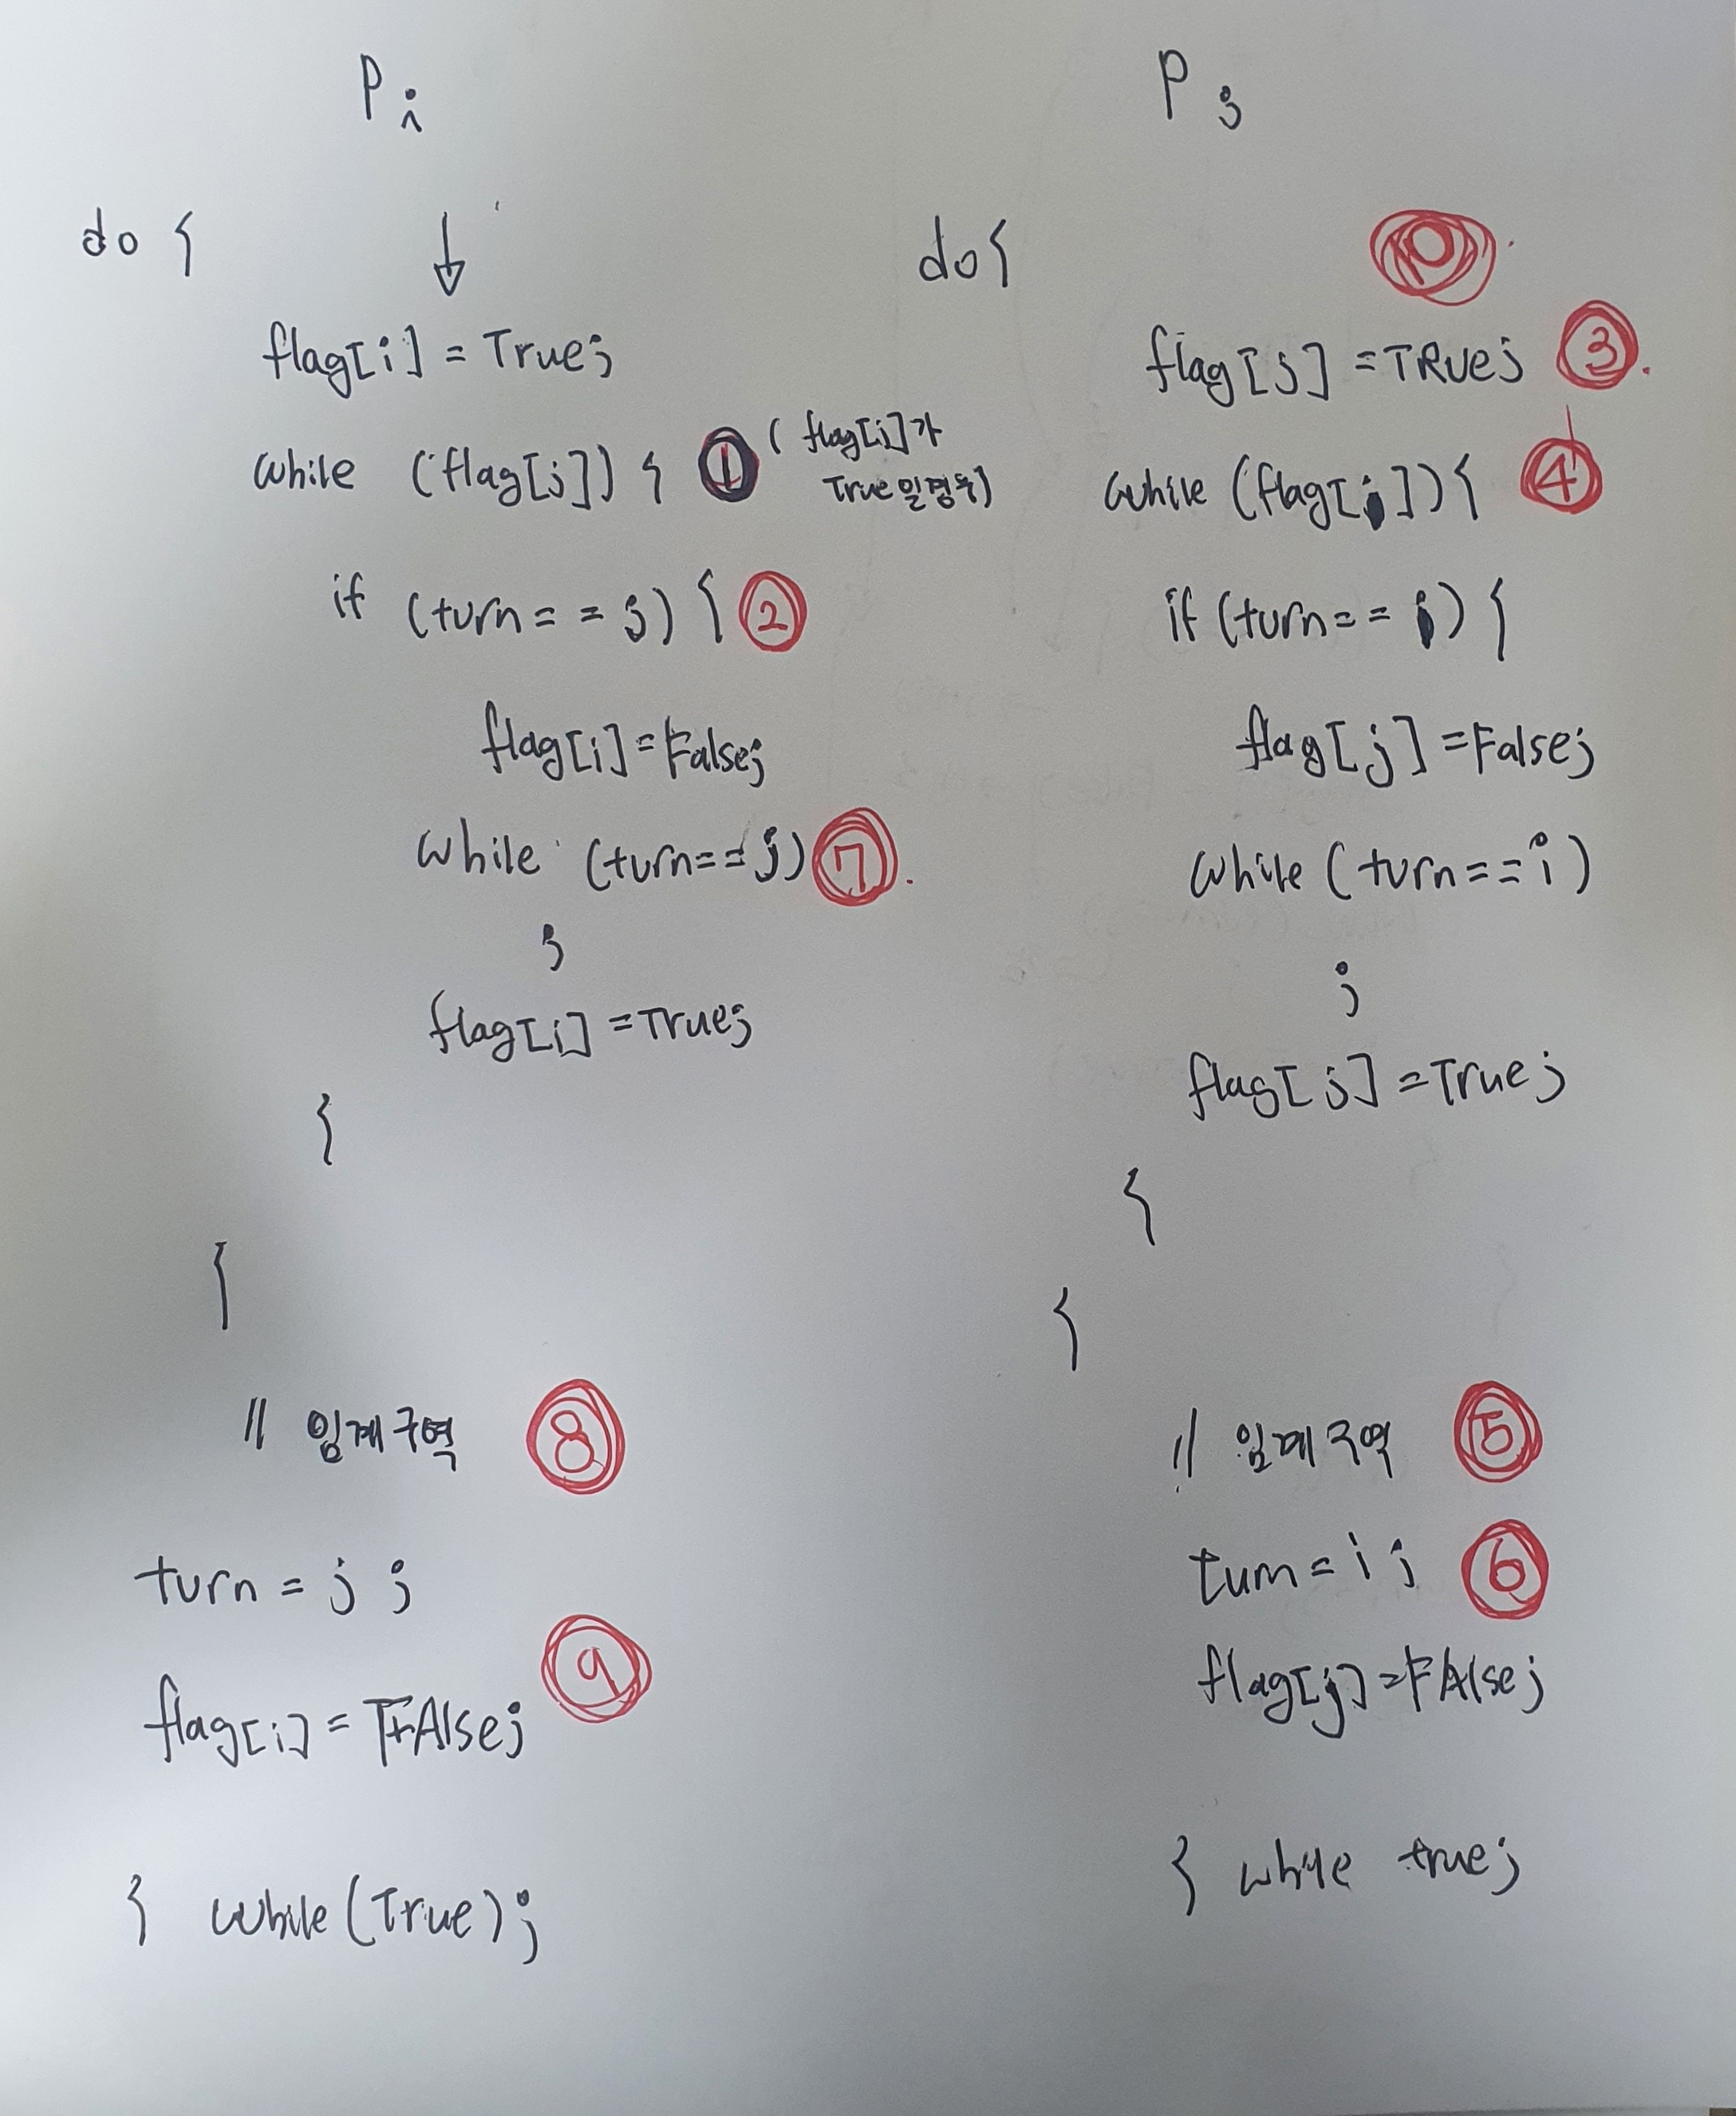 Pi
do {
↓
flag[i] = True;
while (flag[j]) { ① (flag[j]가
True일경우)
if (turn == j) { ②
flag[i] = False;
while (turn == j) ⑦.
;
flag[i] = True;
}
}
// 임계구역 ⑧
turn = j ;
⑨
flag[i] = FAlse;
} while (True);
Pj
do {
⑩
flag[j] = TRUe; ③.
while (flag[i]) { ④
if (turn == i) {
flag[j] = False;
while (turn == i)
;
flag[j] = True;
}
}
// 임계구역 ⑤
turn = i ; ⑥
flag[j] = FAlse;
} while true;